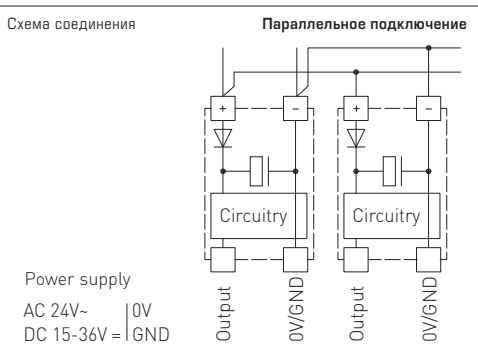 Схема соединения
Параллельное подключение
+ − + −
Circuitry Circuitry
Power supply
AC 24V~ 0V
DC 15-36V = GND
Output 0V/GND Output 0V/GND